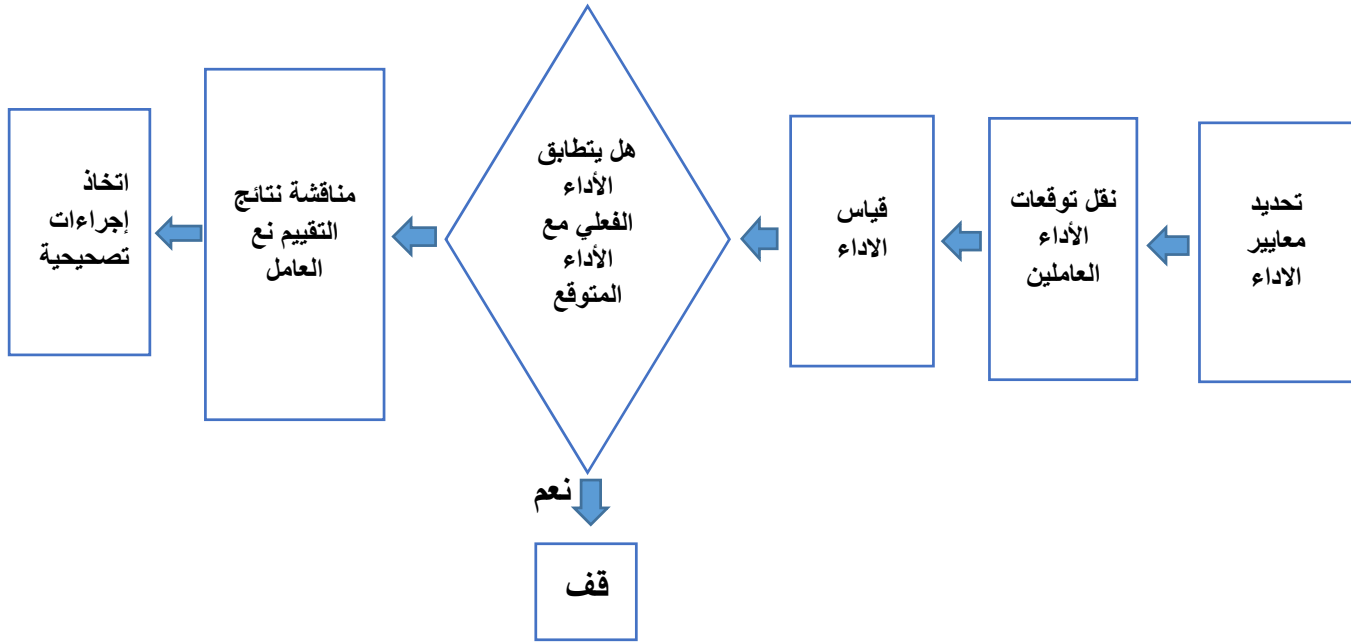 تحديد
معايير
الاداء
نقل توقعات
الأداء
العاملين
قياس
الاداء
هل يتطابق
الأداء
الفعلي مع
الأداء
المتوقع
نعم
قف
مناقشة نتائج
التقييم نع
العامل
اتخاذ
إجراءات
تصحيحية